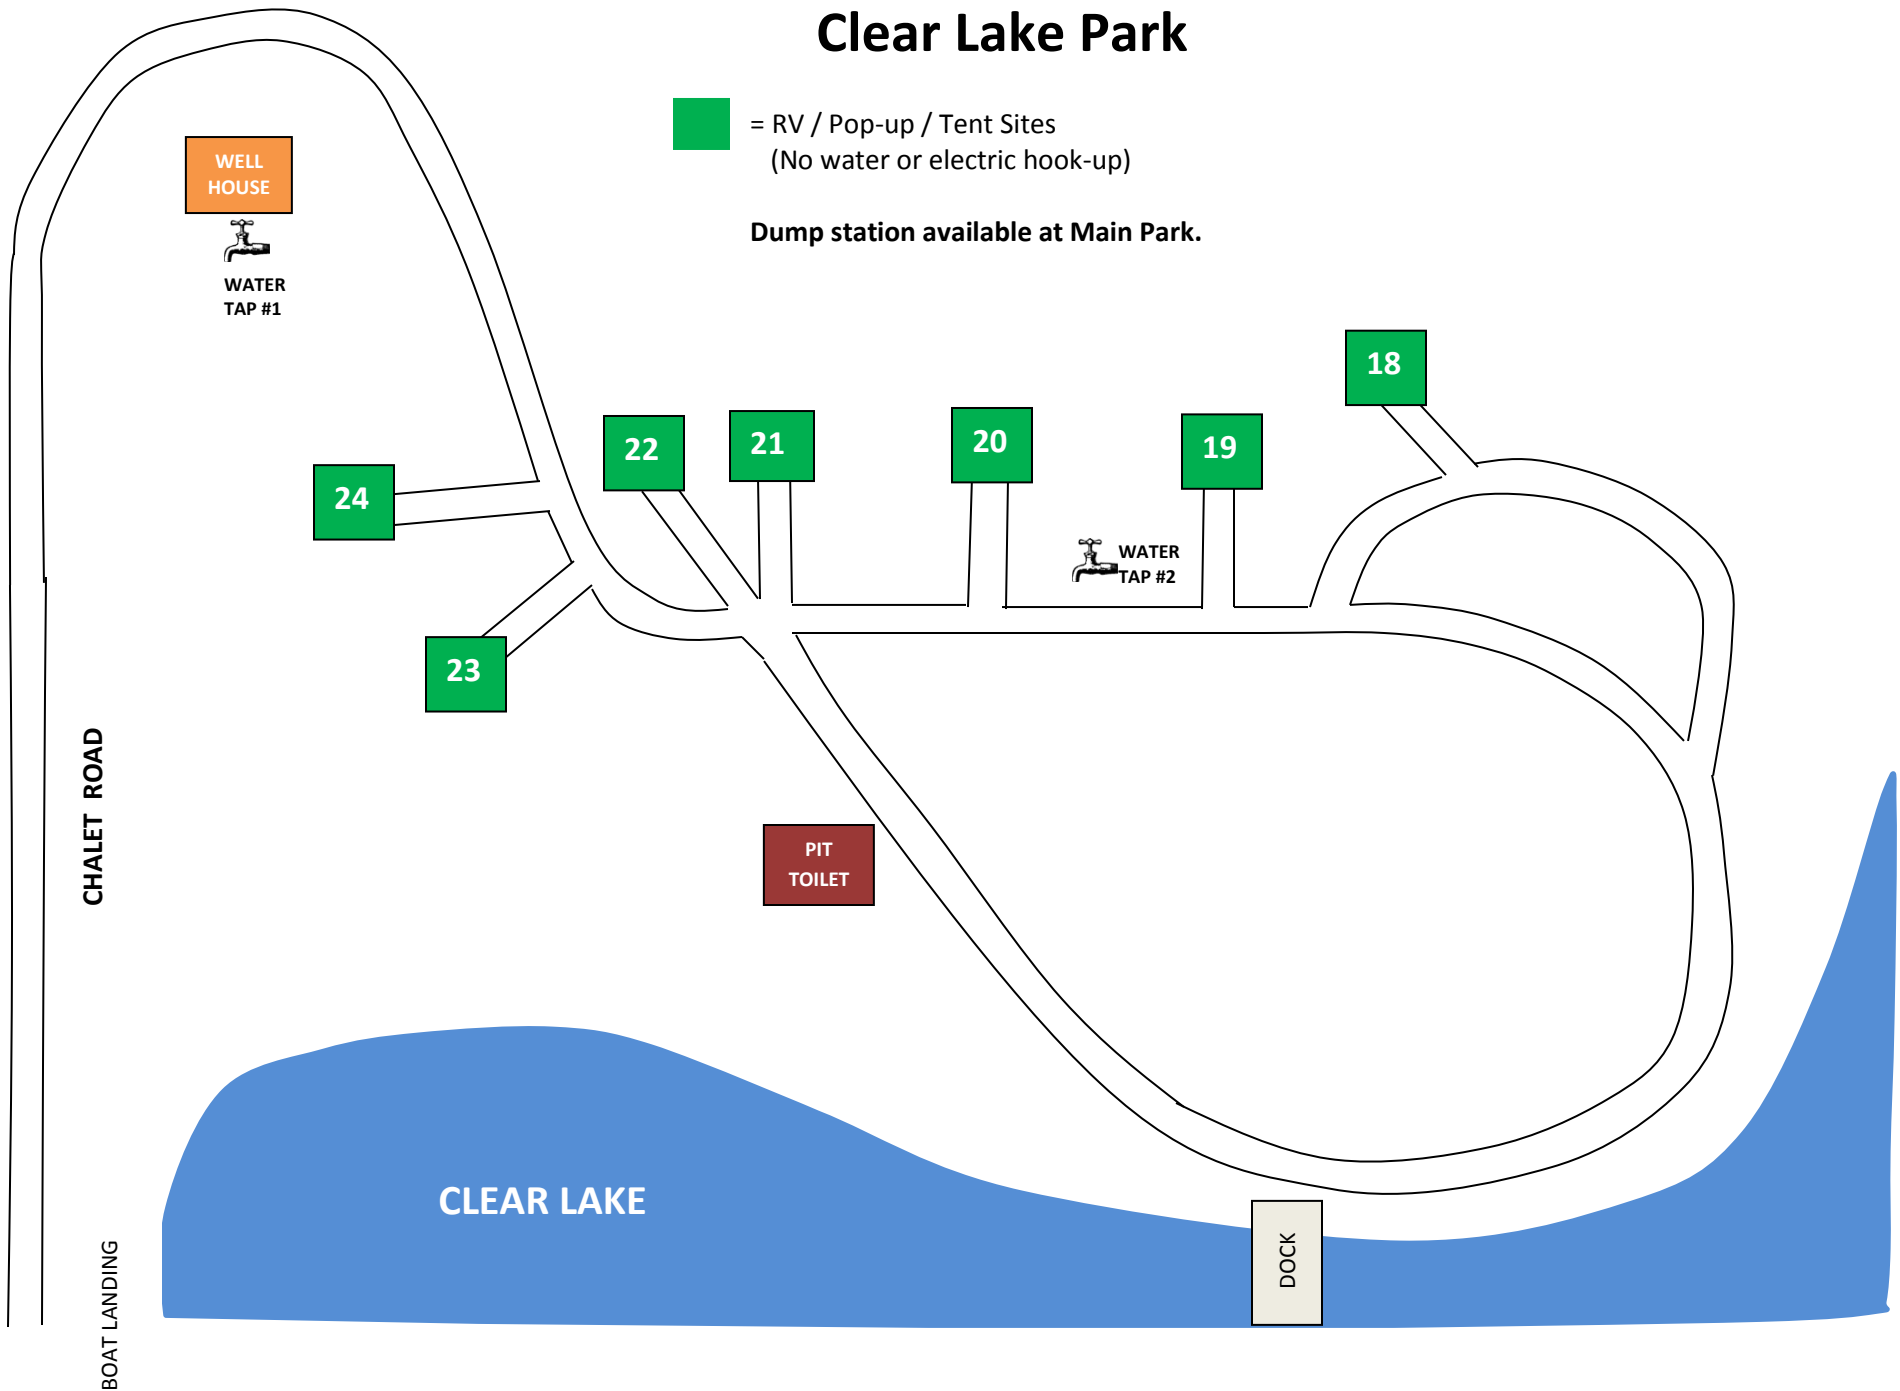 Clear Lake Park
= RV / Pop-up / Tent Sites
(No water or electric hook-up)
Dump station available at Main Park.
WELL
HOUSE
WATER
TAP #1
18
22
21
20
19
24
WATER
TAP #2
23
CHALET ROAD
PIT
TOILET
CLEAR LAKE
DOCK
BOAT LANDING